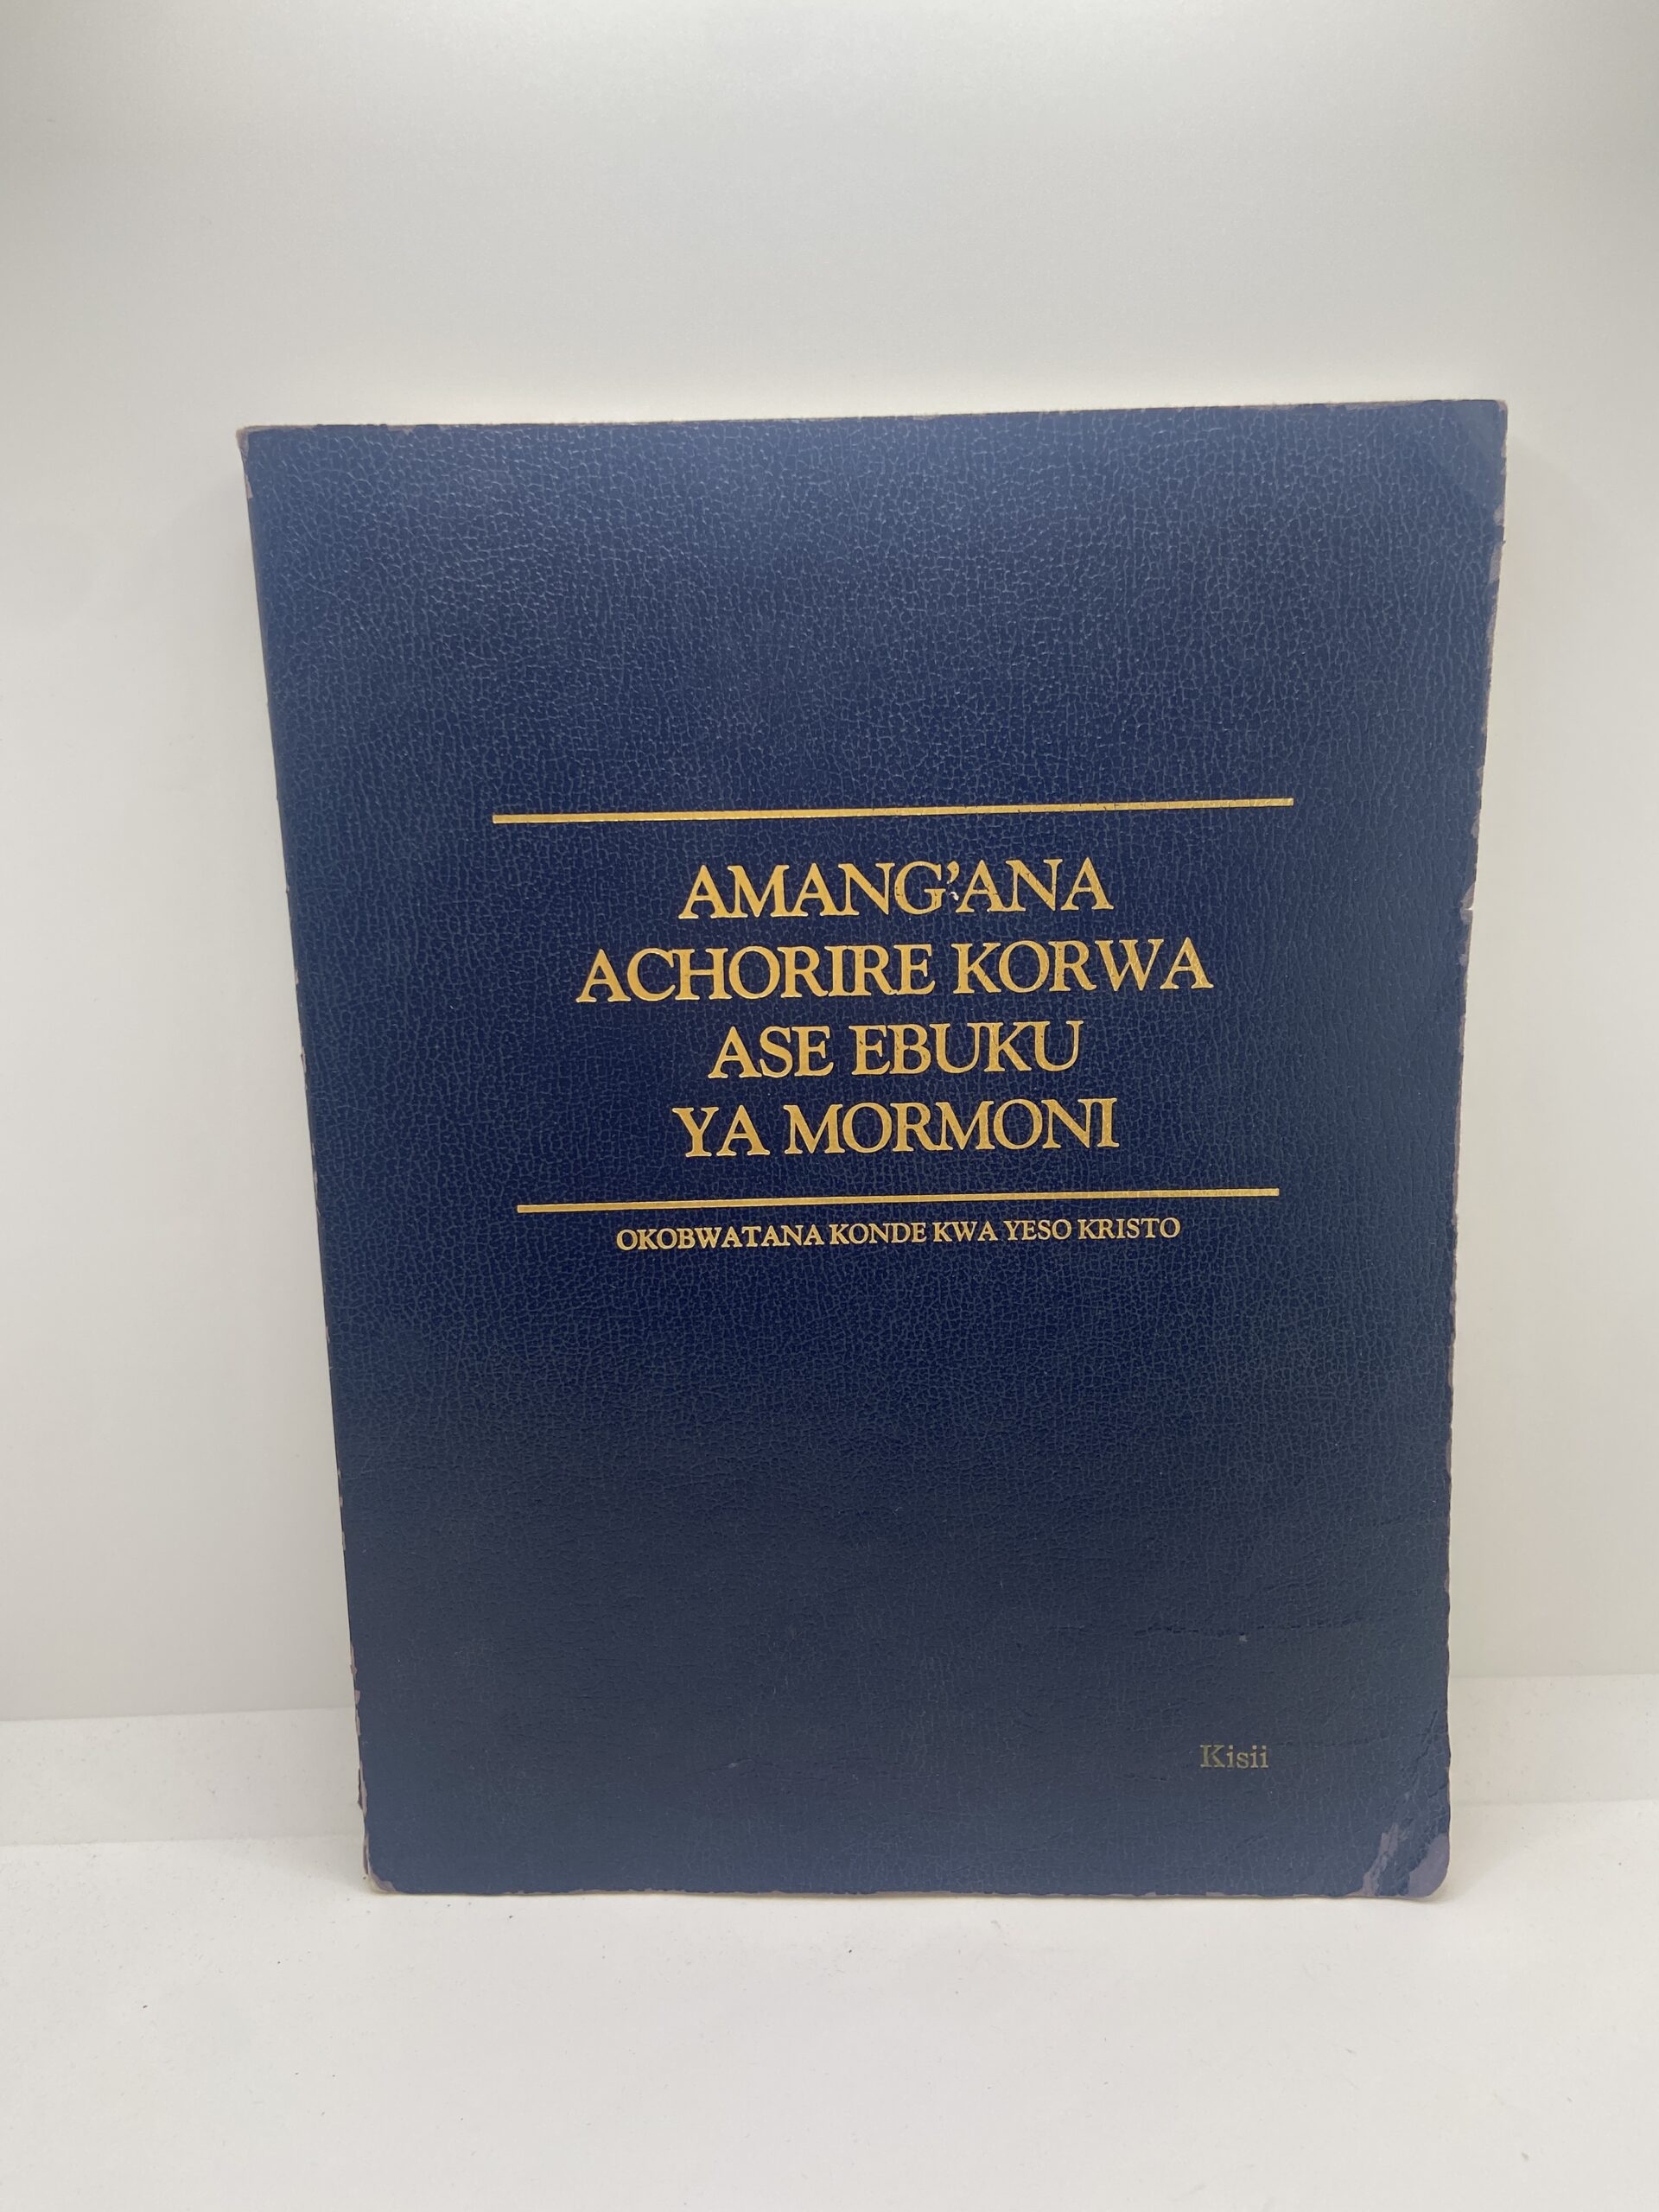 AMANG'ANA
ACHORIRE KORWA
ASE EBUKU
YA MORMONI
OKOBWATANA KONDE KWA YESO KRISTO
Kisii